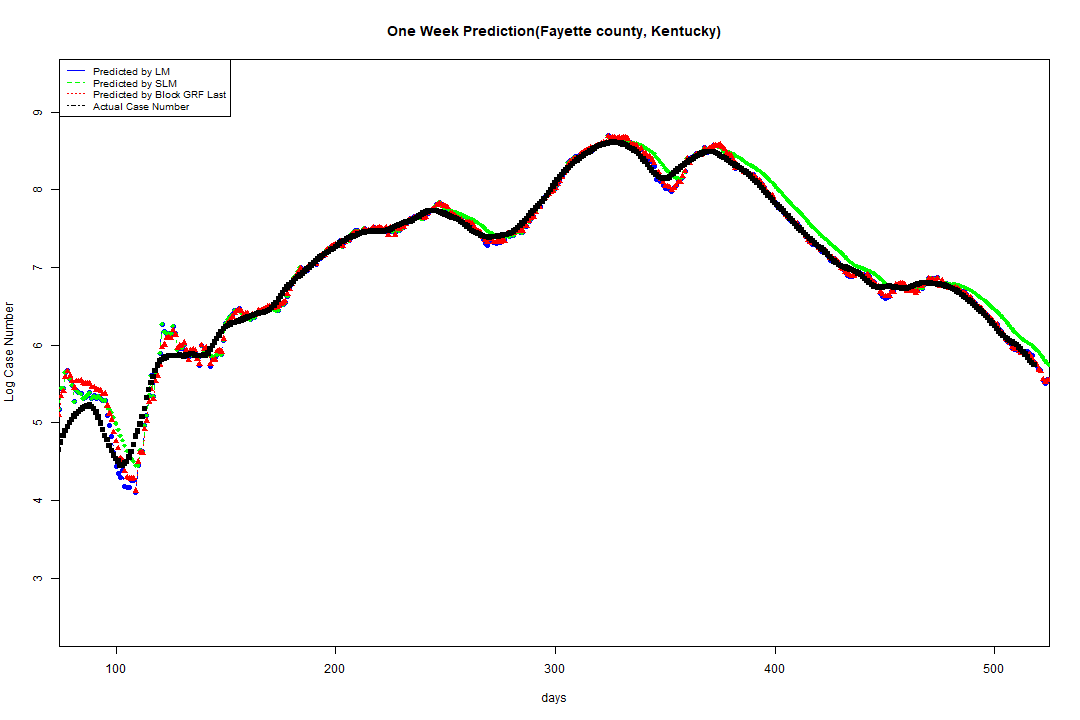 One Week Prediction(Fayette county, Kentucky)
Predicted by LM
Predicted by SLM
Predicted by Block GRF Last
Actual Case Number
9
8
7
6
5
4
3
Log Case Number
100 200 300 400 500
days